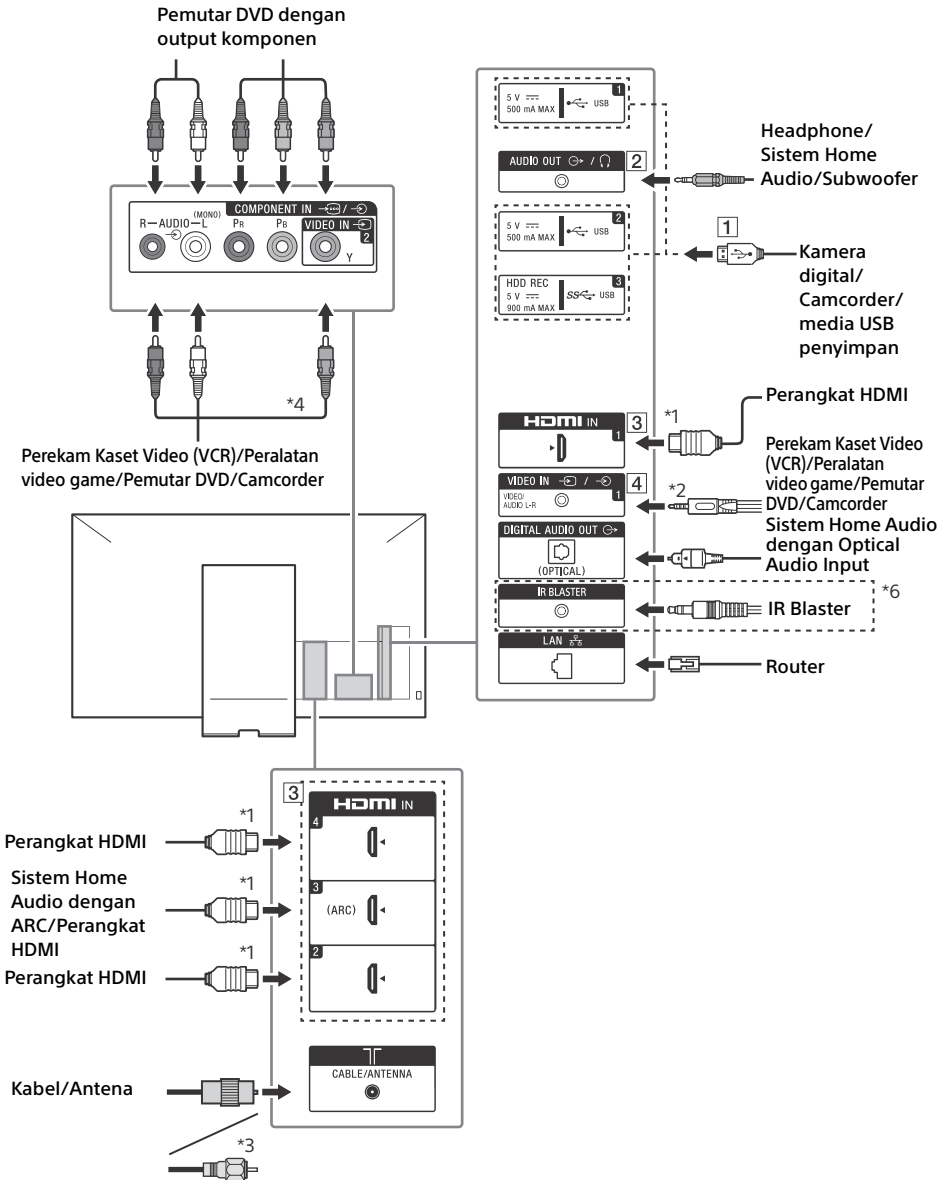 Pemutar DVD dengan
output komponen
R—AUDIO—L
(MONO)
COMPONENT IN /
PR
PB
VIDEO IN
2
Y
*4
Perekam Kaset Video (VCR)/Peralatan
video game/Pemutar DVD/Camcorder
1
5 V
500 mA MAX
USB
AUDIO OUT /
2
Headphone/
Sistem Home
Audio/Subwoofer
2
5 V
500 mA MAX
USB
1
Kamera
digital/
Camcorder/
media USB
penyimpan
HDD REC
3
5 V
900 mA MAX
SS USB
HDMI IN
1
3
*1
Perangkat HDMI
VIDEO IN /
VIDEO/
AUDIO L-R
1
4
*2
Perekam Kaset Video
(VCR)/Peralatan
video game/Pemutar
DVD/Camcorder
DIGITAL AUDIO OUT
(OPTICAL)
Sistem Home Audio
dengan Optical
Audio Input
IR BLASTER
IR Blaster
*6
LAN
Router
3
HDMI IN
4
*1
Perangkat HDMI
3
(ARC)
*1
Sistem Home
Audio dengan
ARC/Perangkat
HDMI
2
*1
Perangkat HDMI
CABLE/ANTENNA
Kabel/Antena
*3